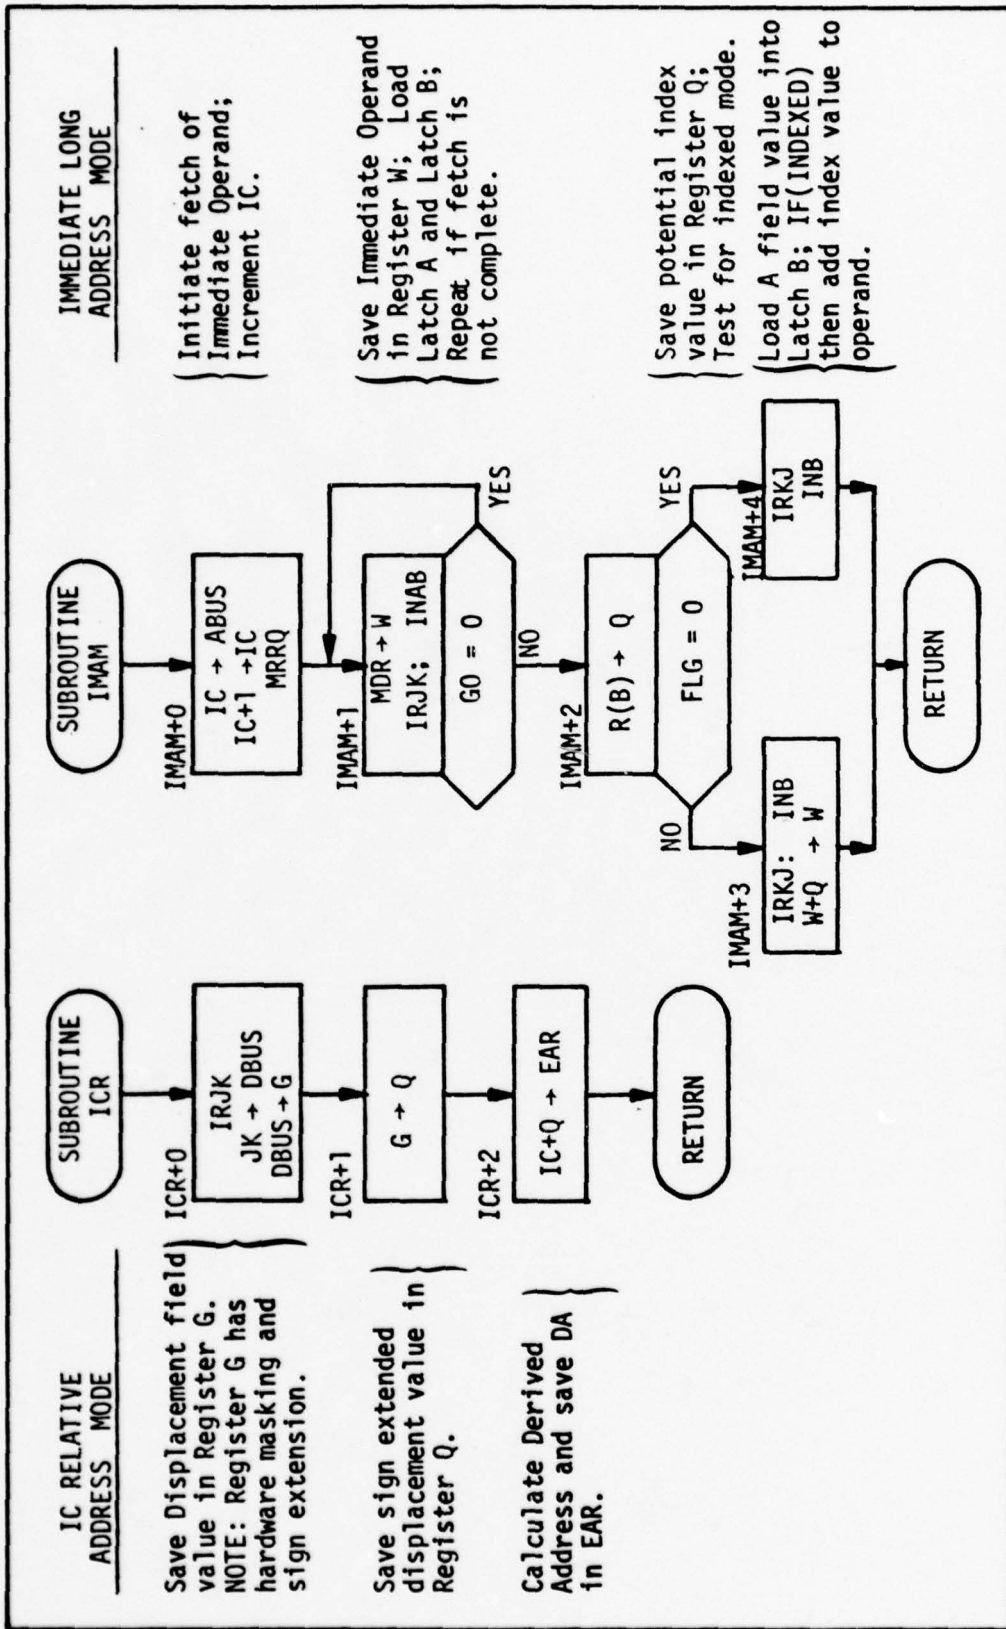 IC RELATIVE
ADDRESS MODE
Save Displacement field
value in Register G.
NOTE: Register G has
hardware masking and
sign extension.
Save sign extended
displacement value in
Register Q.
Calculate Derived
Address and save DA
in EAR.
SUBROUTINE
ICR
ICR+0
IRJK
JK → DBUS
DBUS → G
ICR+1
G → Q
ICR+2
IC+Q → EAR
RETURN
SUBROUTINE
IMAM
IMAM+0
IC → ABUS
IC+1 → IC
MRRQ
IMAM+1
MDR → W
IRJK; INAB
GO = 0
YES
NO
IMAM+2
R(B) → Q
FLG = 0
NO
YES
IMAM+3
IRKJ: INB
W+Q → W
IMAM+4
IRKJ
INB
RETURN
IMMEDIATE LONG
ADDRESS MODE
Initiate fetch of
Immediate Operand;
Increment IC.
Save Immediate Operand
in Register W; Load
Latch A and Latch B;
Repeat if fetch is
not complete.
Save potential index
value in Register Q;
Test for indexed mode.
Load A field value into
Latch B; IF(INDEXED)
then add index value to
operand.